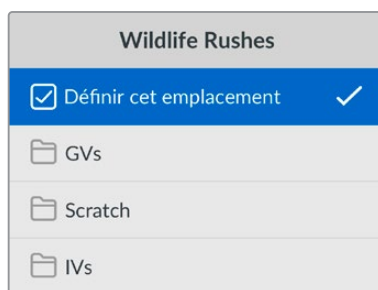 Wildlife Rushes
Définir cet emplacement
GVs
Scratch
IVs